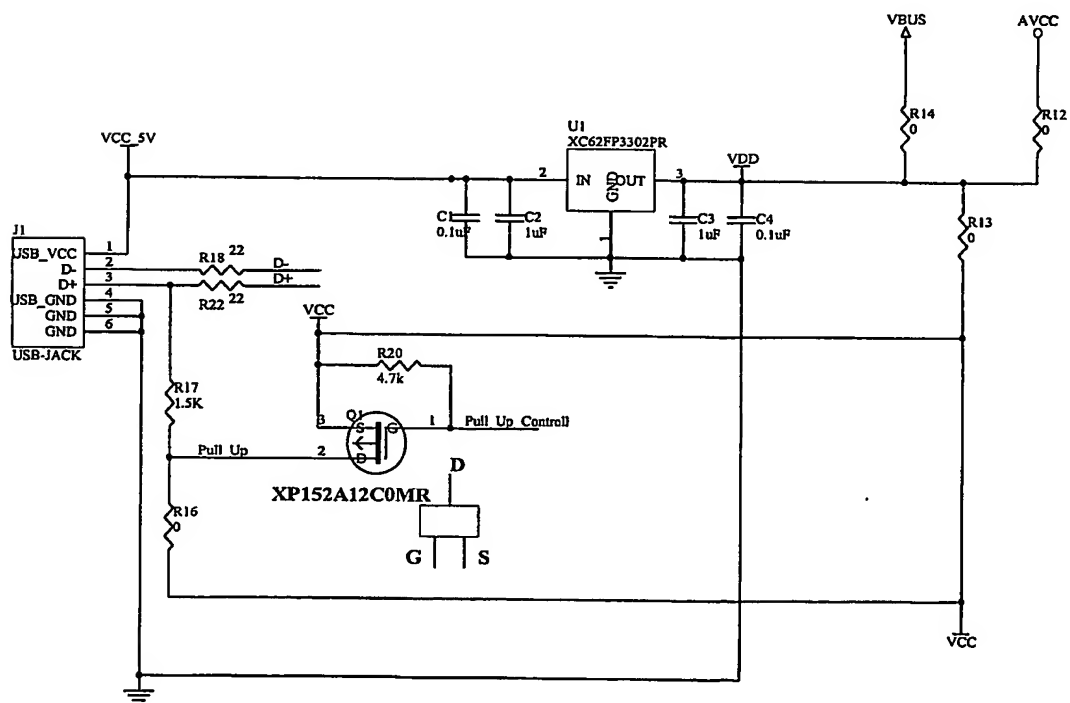 VBUS
AVCC
R14
0
R12
0
U1
XC62FP3302PR
VCC_5V
VDD
2
IN
GND
OUT
3
1
C1
0.1uF
C2
1uF
C3
1uF
C4
0.1uF
R13
0
J1
USB_VCC
1
D-
2
D+
3
USB_GND
4
GND
5
GND
6
USB-JACK
R18
22
D-
D+
R22
22
VCC
R20
4.7k
R17
1.5K
Q1
3
S
G
1
Pull_Up_Controll
Pull_Up
2
D
XP152A12C0MR
D
G
S
R16
0
VCC